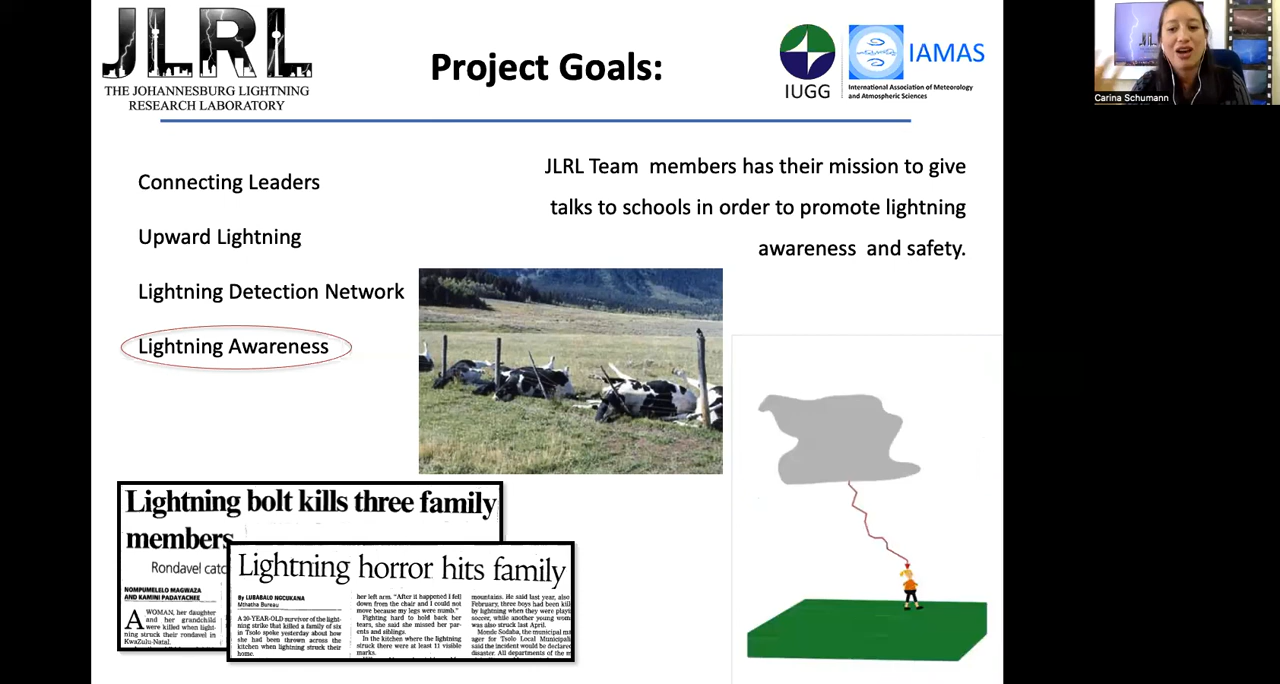 JLRL
THE JOHANNESBURG LIGHTNING
RESEARCH LABORATORY
Project Goals:
IUGG
IAMAS
International Association of Meteorology
and Atmospheric Sciences
Carina Schumann
Connecting Leaders
Upward Lightning
Lightning Detection Network
Lightning Awareness
JLRL Team members has their mission to give
talks to schools in order to promote lightning
awareness and safety.
Lightning bolt kills three family
members
Rondavel catc
NOMPUMELELO MAGWAZA
AND KAMINI PADAYACHEE
A WOMAN, her daughter
and her grandchild
were killed when light-
ning struck their rondavel in
KwaZulu-Natal.
Lightning horror hits family
By LUBABALO NGCUKANA
Mthatha Bureau
A 20-YEAR-OLD survivor of the light-
ning strike that killed a family of six
in Tsolo spoke yesterday about how
she had been thrown across the
kitchen when lightning struck their
home.
her left arm. "After it happened I fell
down from the chair and I could not
move because my legs were numb."
Fighting hard to hold back her
tears, she said she missed her par-
ents and siblings.
In the kitchen where the lightning
struck there were at least 11 visible
marks.
mountains. He said last year, also
February, three boys had been kill
by lightning when they were playi
soccer, while another young wom
was also struck last April.
Monde Sodaba, the municipal ma
ager for Tsolo Local Municipali
said the incident would be declare
disaster. All departments of the m